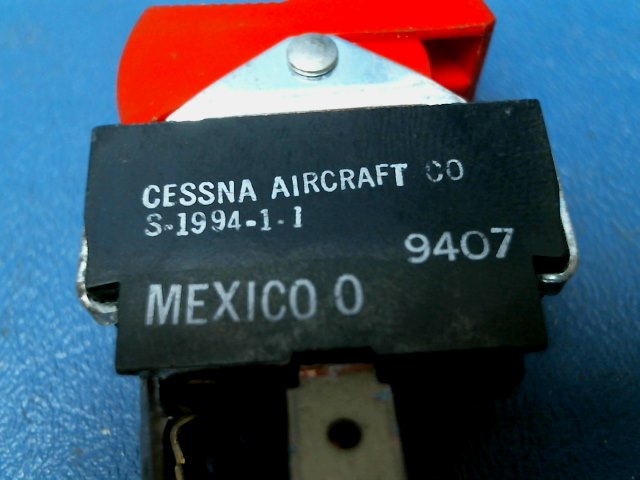 CESSNA AIRCRAFT CO
S-1994-1-1
9407
MEXICO 0